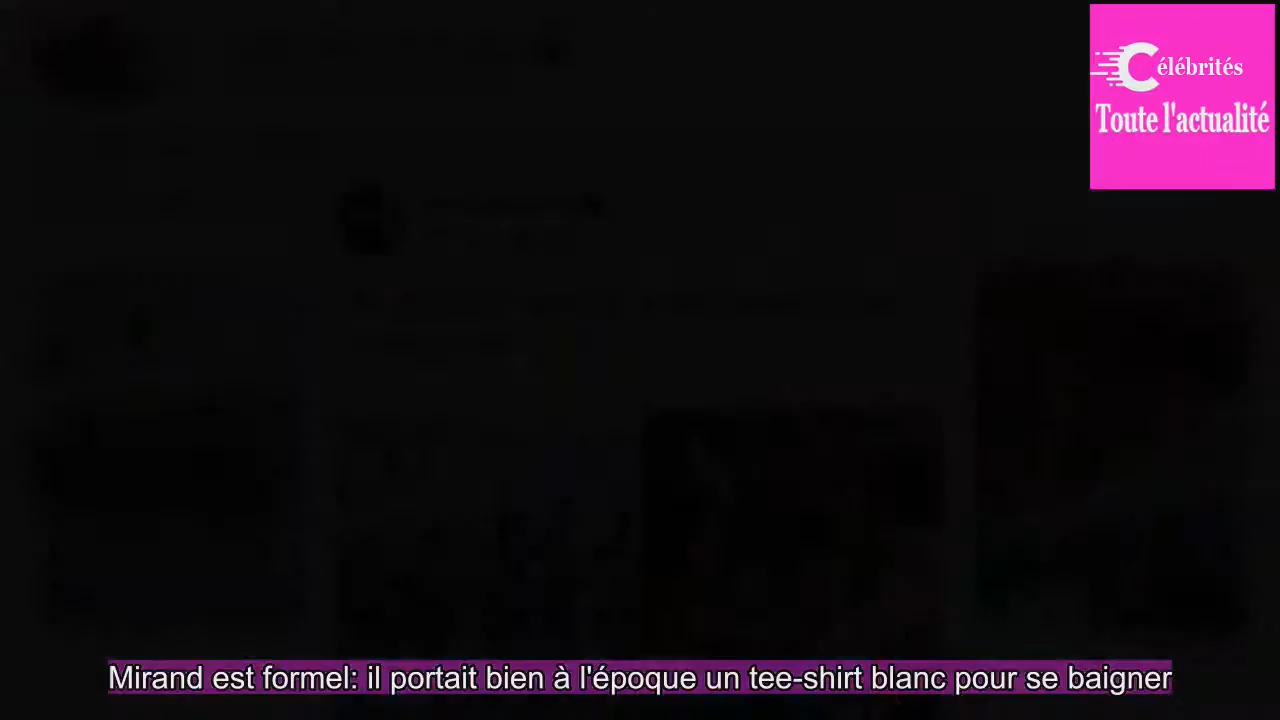 Célébrités
Toute l'actualité
Mirand est formel: il portait bien à l'époque un tee-shirt blanc pour se baigner